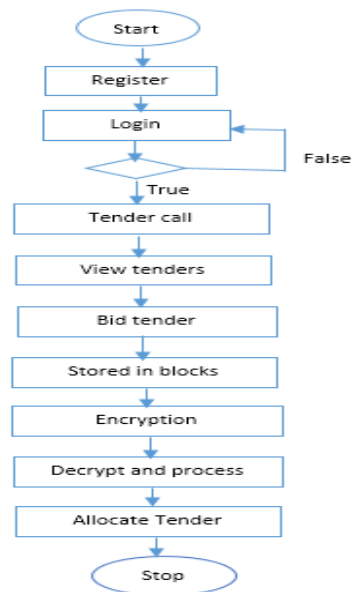 Start
Register
Login
False
True
Tender call
View tenders
Bid tender
Stored in blocks
Encryption
Decrypt and process
Allocate Tender
Stop